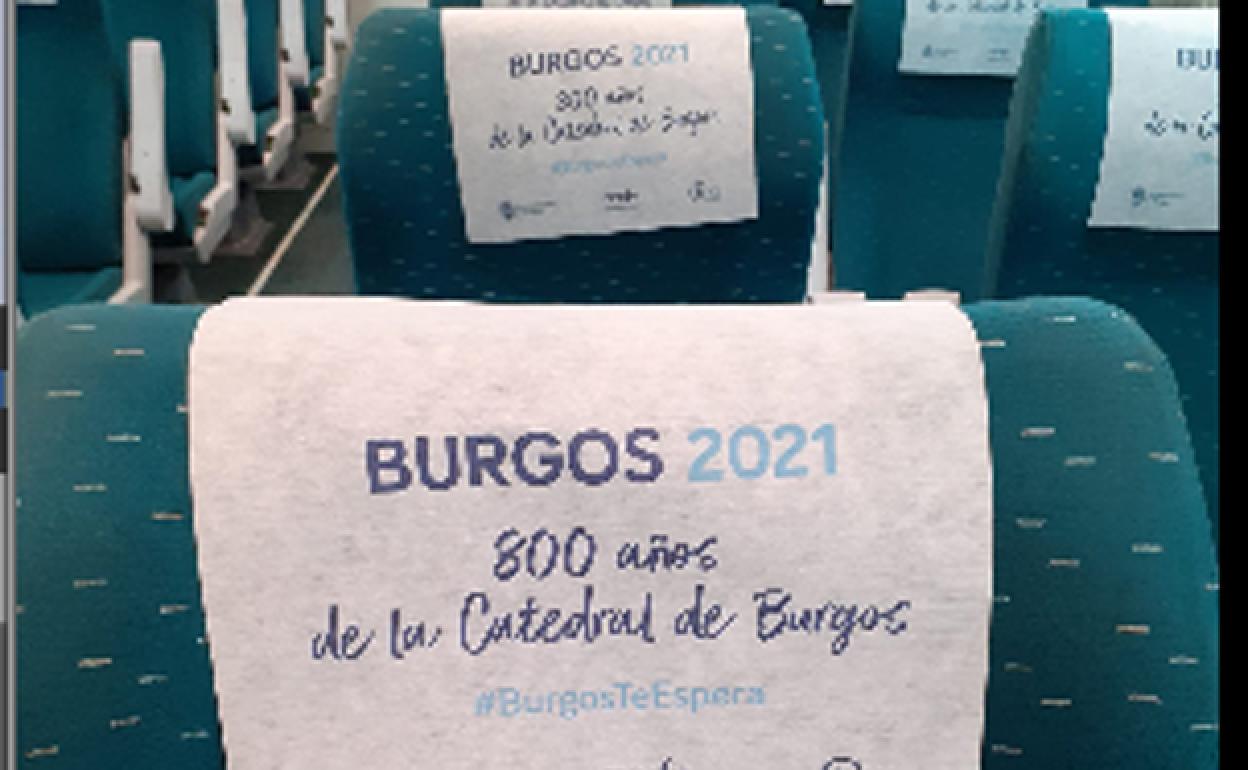 BURGOS 2021
800 años
BURGOS 2021
800 años
de la Catedral de Burgos
#BurgosTeEspera